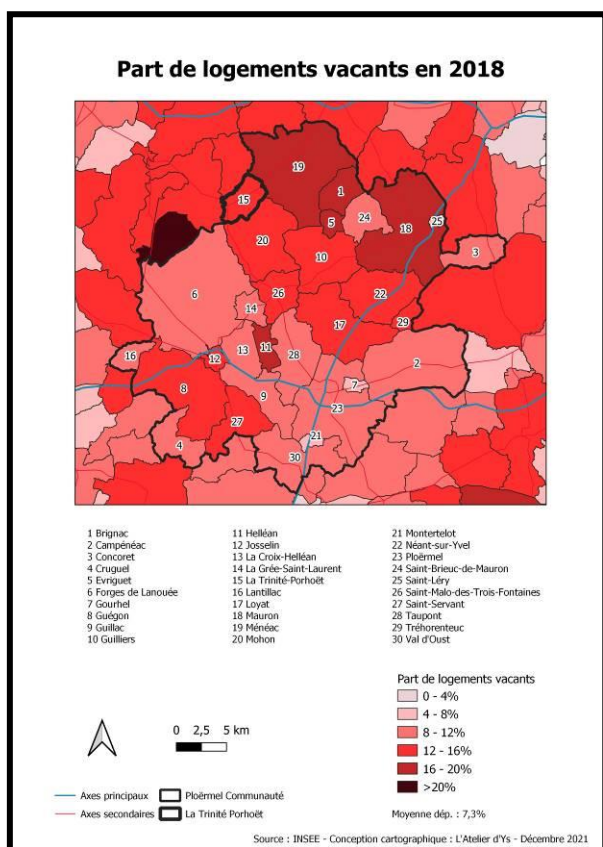 Part de logements vacants en 2018
19
1
15
5
24
18
25
20
10
3
6
26
22
14
17
29
16
12
13
11
28
2
8
9
7
23
27
21
4
30
1 Brignac
2 Campénéac
3 Concoret
4 Cruguel
5 Evriguet
6 Forges de Lanouée
7 Gourhel
8 Guégon
9 Guillac
10 Guilliers
11 Helléan
12 Josselin
13 La Croix-Helléan
14 La Grée-Saint-Laurent
15 La Trinité-Porhoët
16 Lantillac
17 Loyat
18 Mauron
19 Ménéac
20 Mohon
21 Montertelot
22 Néant-sur-Yvel
23 Ploërmel
24 Saint-Brieuc-de-Mauron
25 Saint-Léry
26 Saint-Malo-des-Trois-Fontaines
27 Saint-Servant
28 Taupont
29 Tréhorenteuc
30 Val d'Oust
Part de logements vacants
0 - 4%
4 - 8%
8 - 12%
12 - 16%
16 - 20%
>20%
0 2,5 5 km
Axes principaux
Ploërmel Communauté
Axes secondaires
La Trinité Porhoët
Moyenne dép. : 7,3%
Source : INSEE - Conception cartographique : L'Atelier d'Ys - Décembre 2021